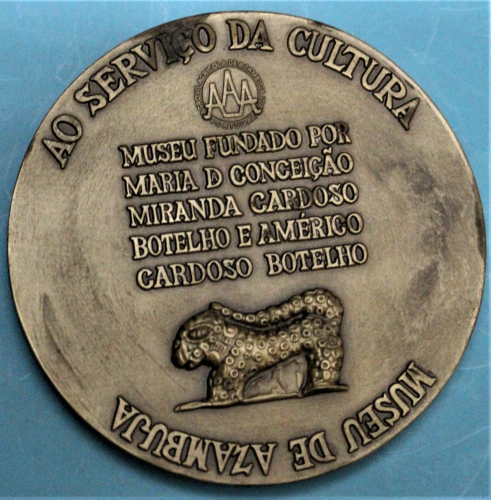 AO SERVIÇO DA CULTURA
AAA
MUSEU FUNDADO POR
MARIA D CONCEIÇÃO
MIRANDA CARDOSO
BOTELHO E AMÉRICO
CARDOSO BOTELHO
MUSEU DE AZAMBUJA